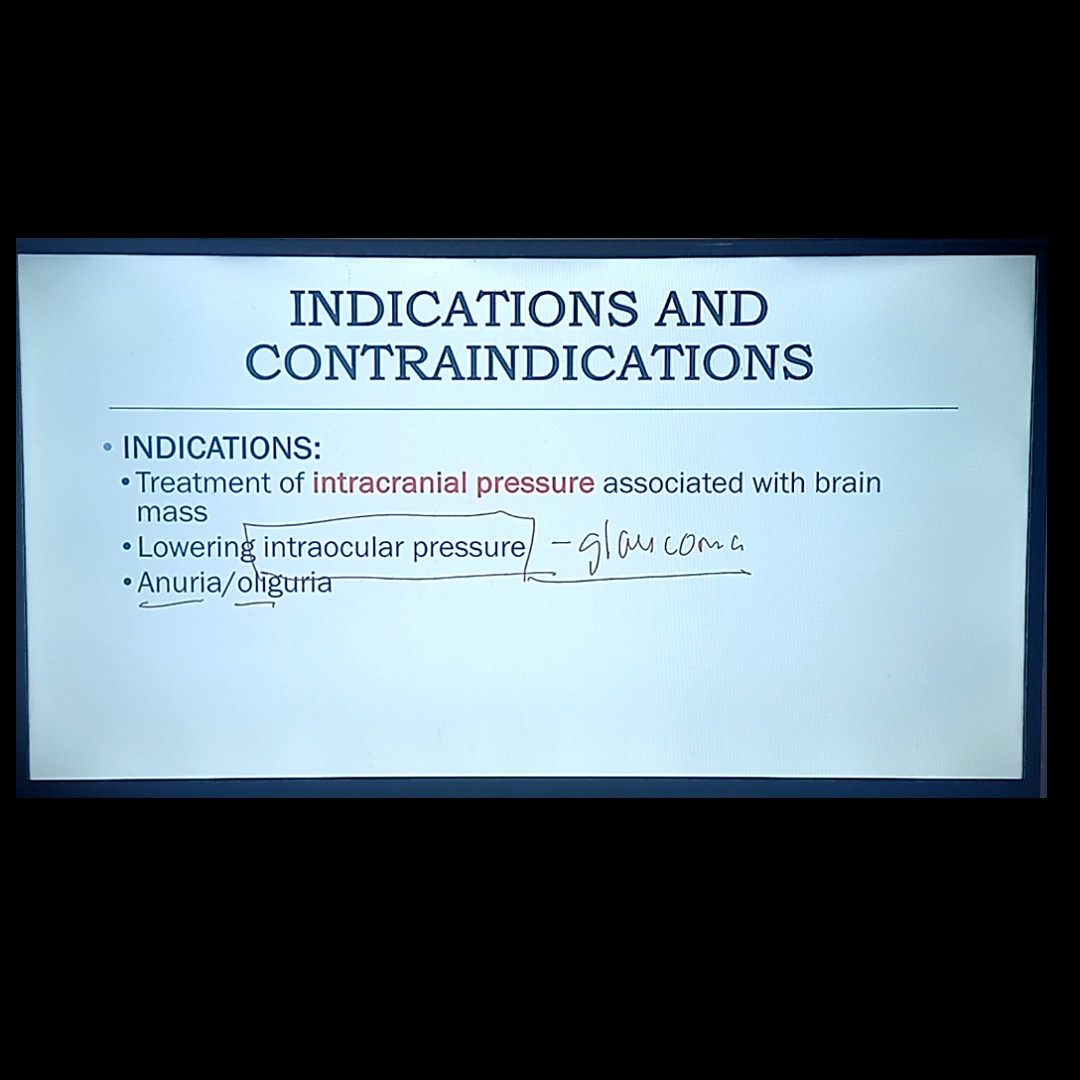 INDICATIONS AND
CONTRAINDICATIONS
• INDICATIONS:
• Treatment of intracranial pressure associated with brain
mass
• Lowering intraocular pressure – glaucoma
• Anuria/oliguria